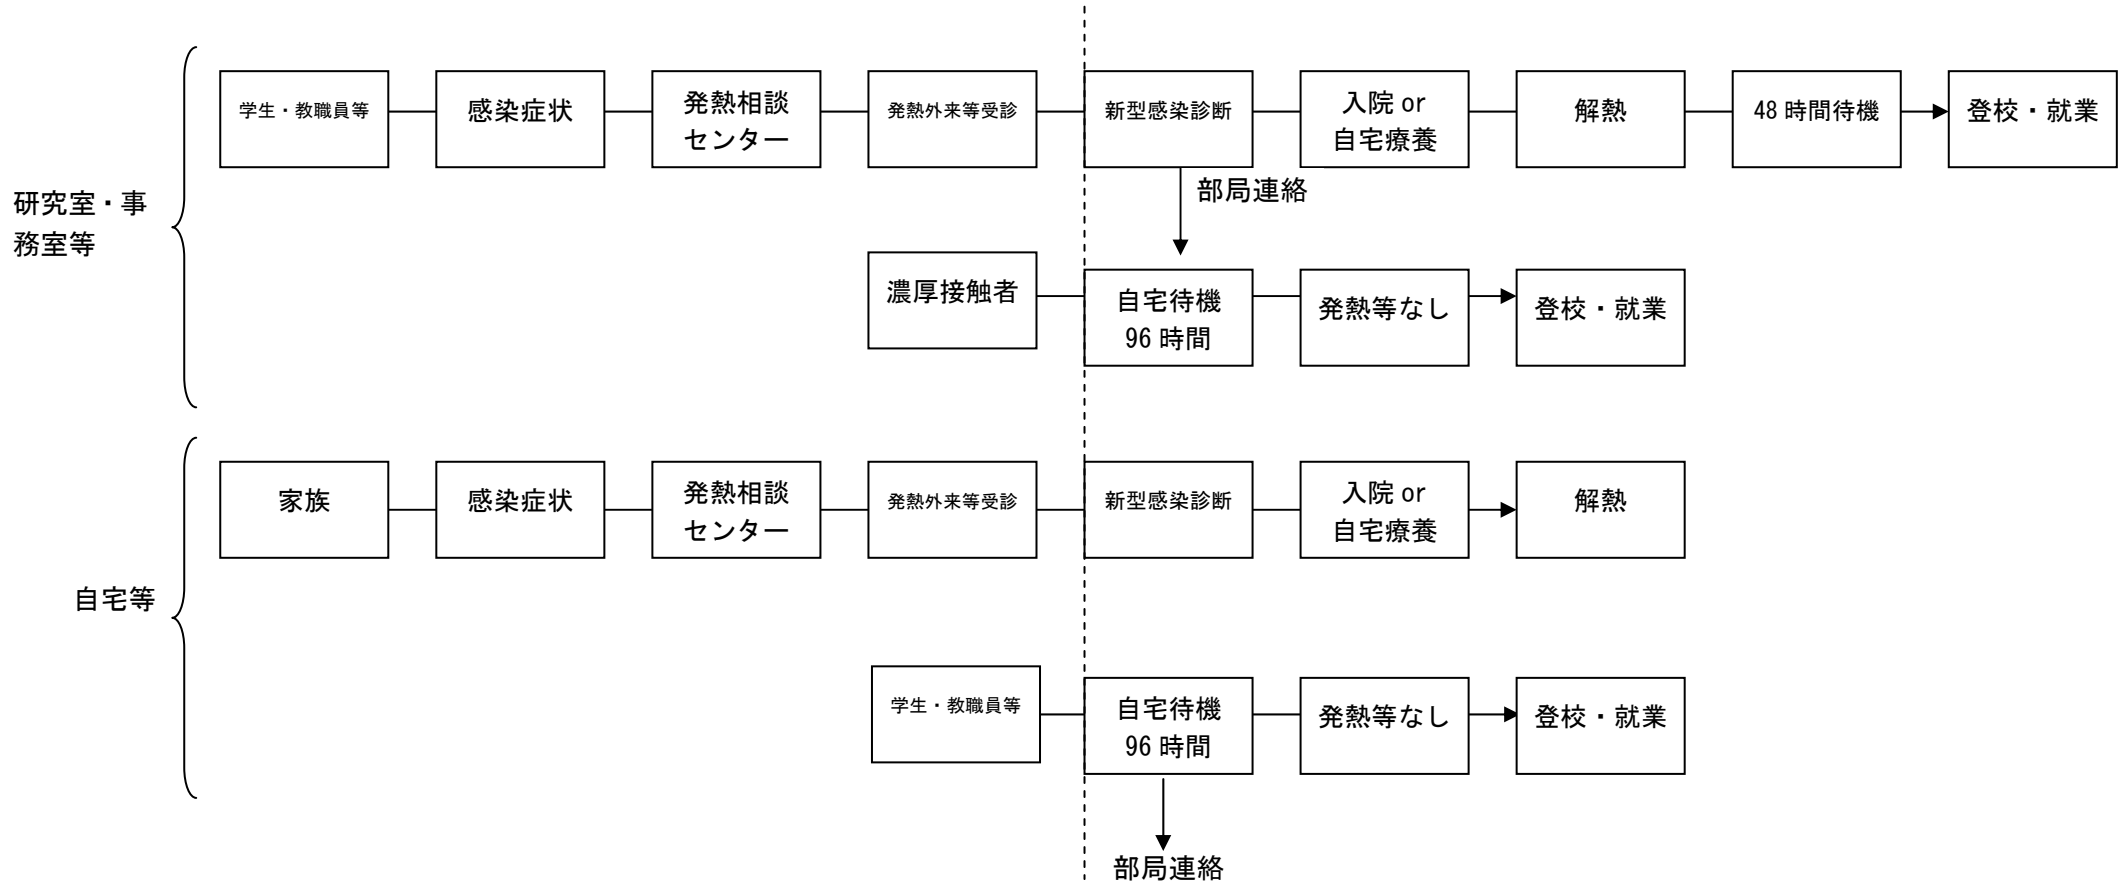 研究室・事
務室等
学生・教職員等
感染症状
発熱相談
センター
発熱外来等受診
新型感染診断
入院 or
自宅療養
解熱
48 時間待機
登校・就業
部局連絡
濃厚接触者
自宅待機
96 時間
発熱等なし
登校・就業
自宅等
家族
感染症状
発熱相談
センター
発熱外来等受診
新型感染診断
入院 or
自宅療養
解熱
学生・教職員等
自宅待機
96 時間
発熱等なし
登校・就業
部局連絡